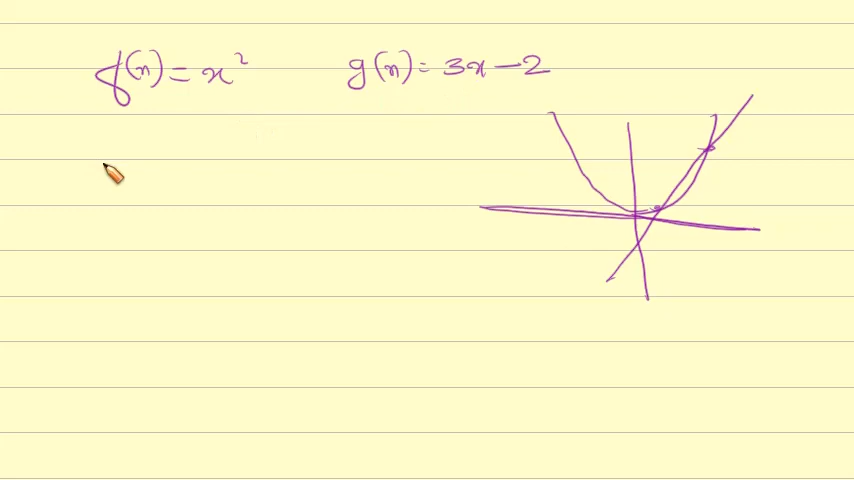 f(x) = x² g(x) = 3x - 2